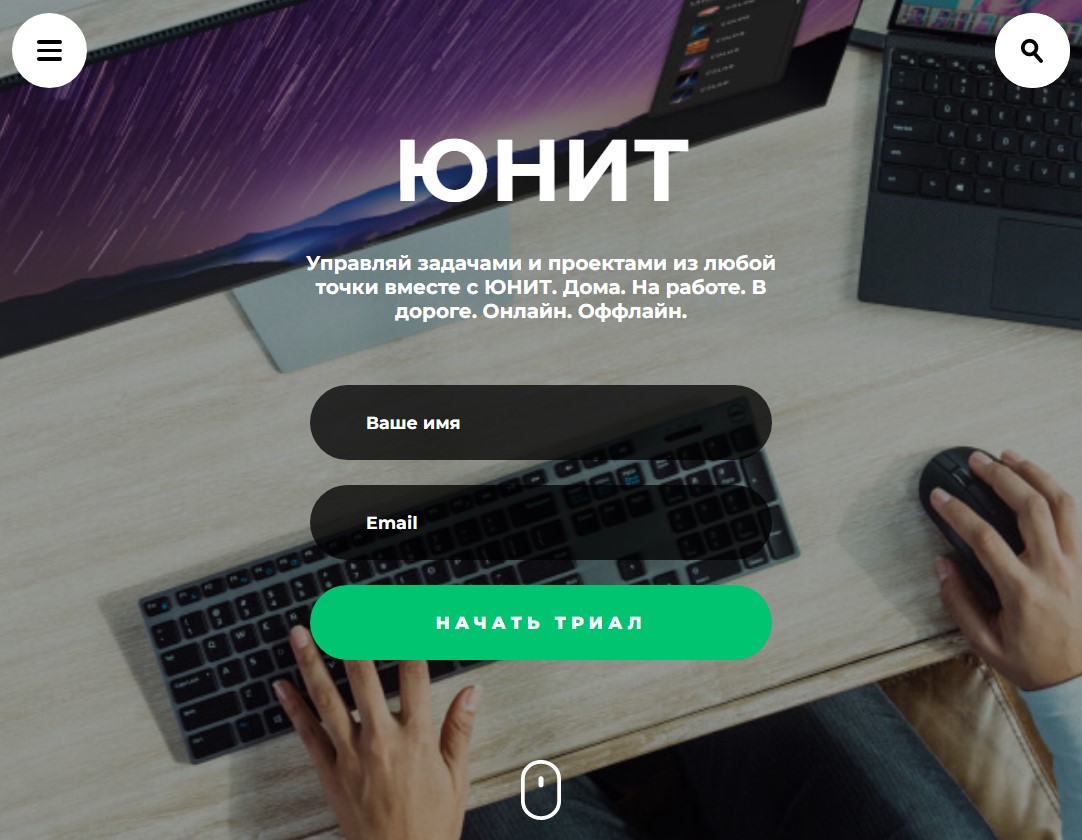 ЮНИТ
Управляй задачами и проектами из любой
точки вместе с ЮНИТ. Дома. На работе. В
дороге. Онлайн. Оффлайн.
Ваше имя
Email
НАЧАТЬ ТРИАЛ